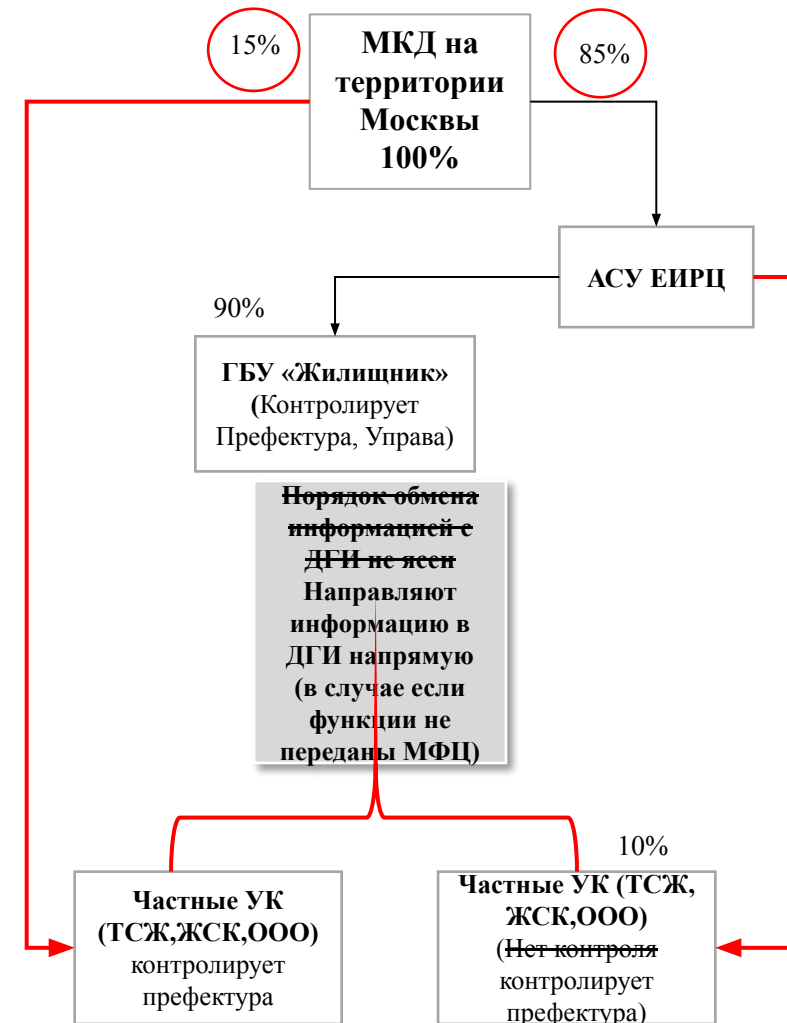 15%
МКД на
территории
Москвы
100%
85%
АСУ ЕИРЦ
90%
ГБУ «Жилищник»
(Контролирует
Префектура, Управа)
Порядок обмена
информацией с
ДГИ не ясен
Направляют
информацию в
ДГИ напрямую
(в случае если
функции не
переданы МФЦ)
Частные УК
(ТСЖ,ЖСК,ООО)
контролирует
префектура
10%
Частные УК (ТСЖ,
ЖСК,ООО)
(Нет контроля
контролирует
префектура)